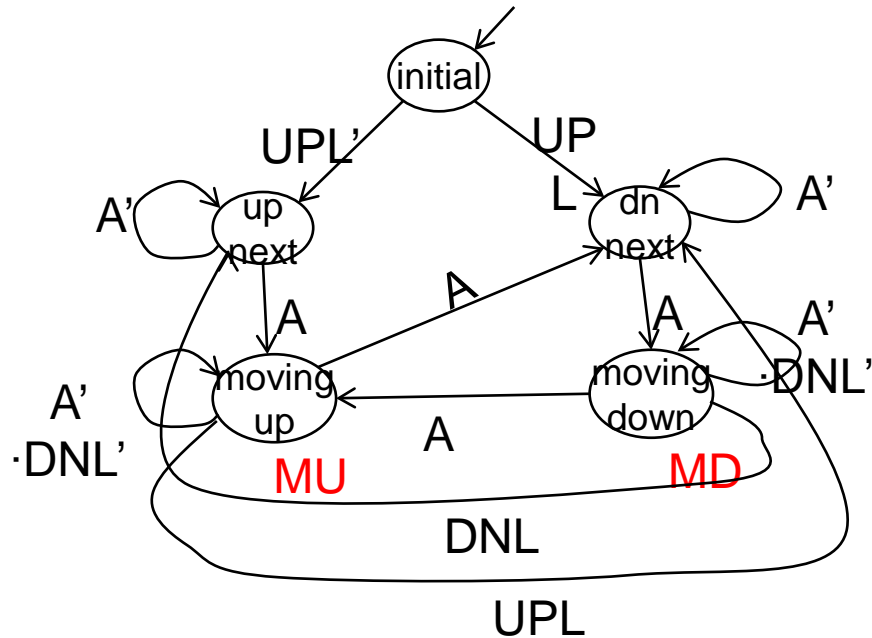 initial
UPL’
UP
L
A’
up
next
dn
next
A’
A
A
A
A’
moving
up
moving
down
A’
·DNL’
A
·DNL’
MU
MD
DNL
UPL